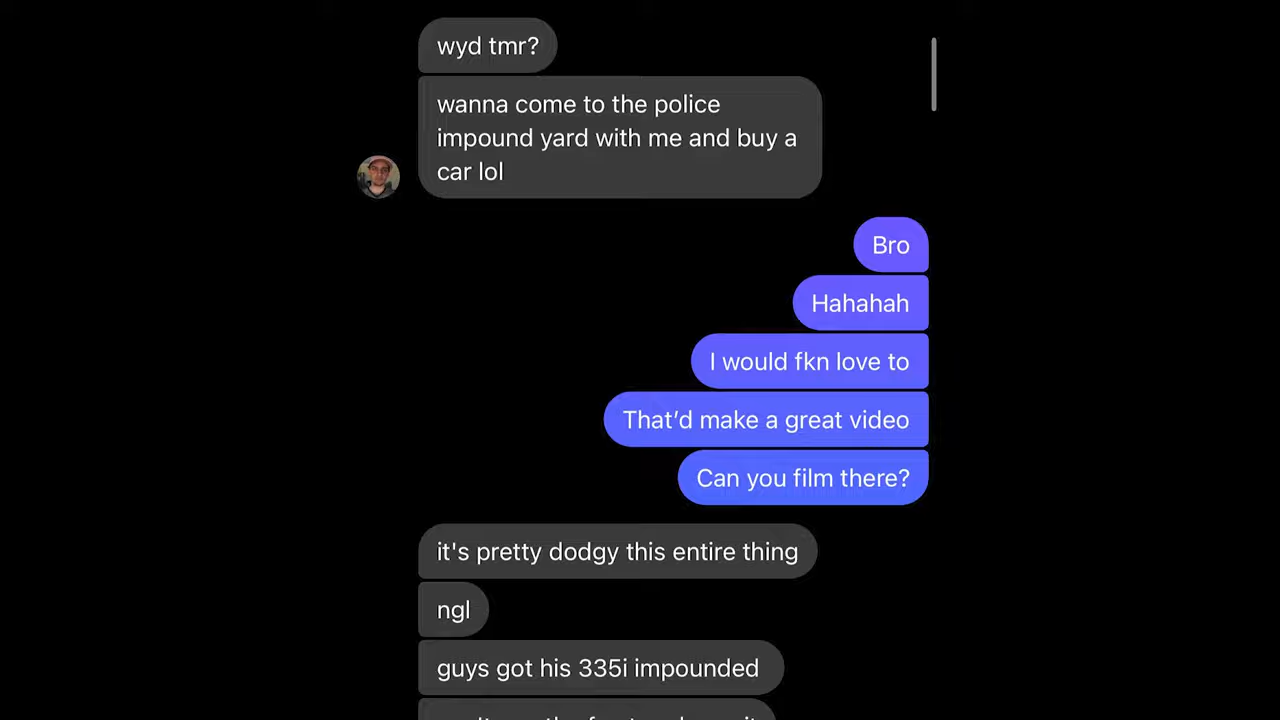 wyd tmr?
wanna come to the police
impound yard with me and buy a
car lol
Bro
Hahahah
I would fkn love to
That’d make a great video
Can you film there?
it's pretty dodgy this entire thing
ngl
guys got his 335i impounded